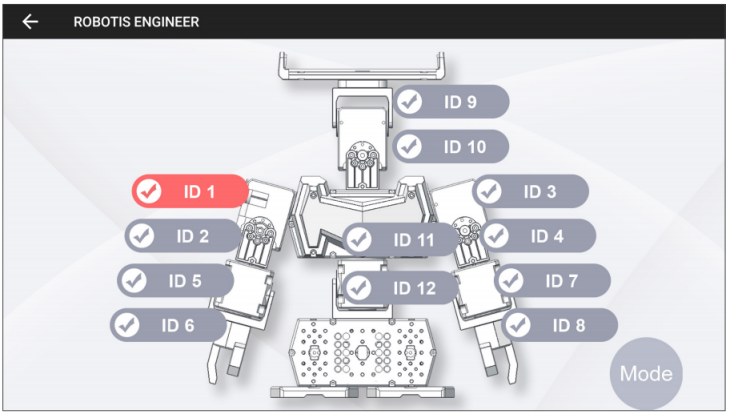 ROBOTIS ENGINEER
ID 9
ID 10
ID 1
ID 3
ID 2
ID 11
ID 4
ID 5
ID 12
ID 7
ID 6
ID 8
Mode